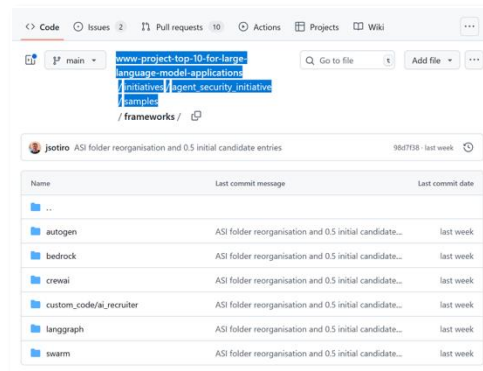 Code Issues 2 Pull requests 10 Actions Projects Wiki ...
main www-project-top-10-for-large- Go to file t Add file ...
language-model-applications
/ initiatives / agent_security_initiative
/ samples
/ frameworks /
jsotiro ASI folder reorganisation and 0.5 initial candidate entries 98d7f38 · last week
Name Last commit message Last commit date
..
autogen ASI folder reorganisation and 0.5 initial candidate... last week
bedrock ASI folder reorganisation and 0.5 initial candidate... last week
crewai ASI folder reorganisation and 0.5 initial candidate... last week
custom_code/ai_recruiter ASI folder reorganisation and 0.5 initial candidate... last week
langgraph ASI folder reorganisation and 0.5 initial candidate... last week
swarm ASI folder reorganisation and 0.5 initial candidate... last week